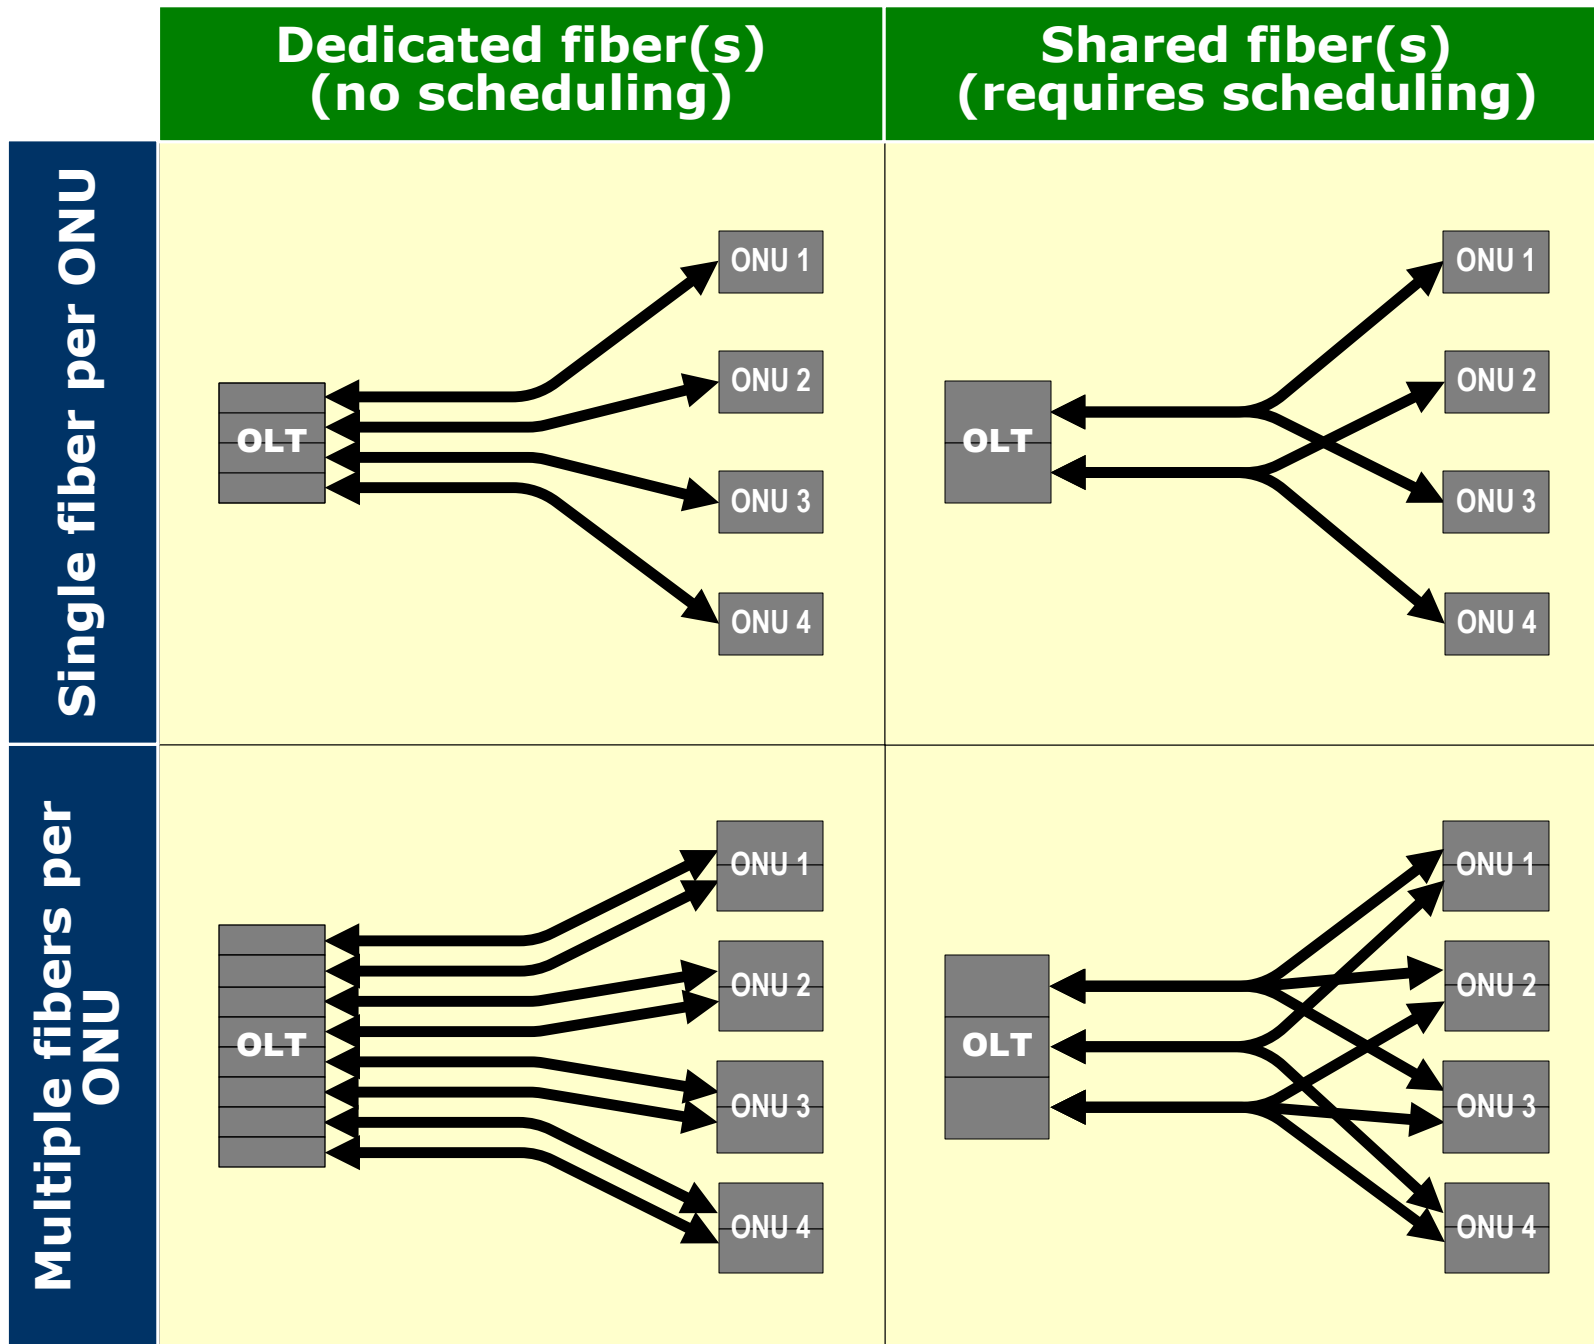 Dedicated fiber(s)
(no scheduling)
Shared fiber(s)
(requires scheduling)
Single fiber per ONU
OLT
ONU 1
ONU 2
ONU 3
ONU 4
OLT
ONU 1
ONU 2
ONU 3
ONU 4
Multiple fibers per
ONU
OLT
ONU 1
ONU 2
ONU 3
ONU 4
OLT
ONU 1
ONU 2
ONU 3
ONU 4